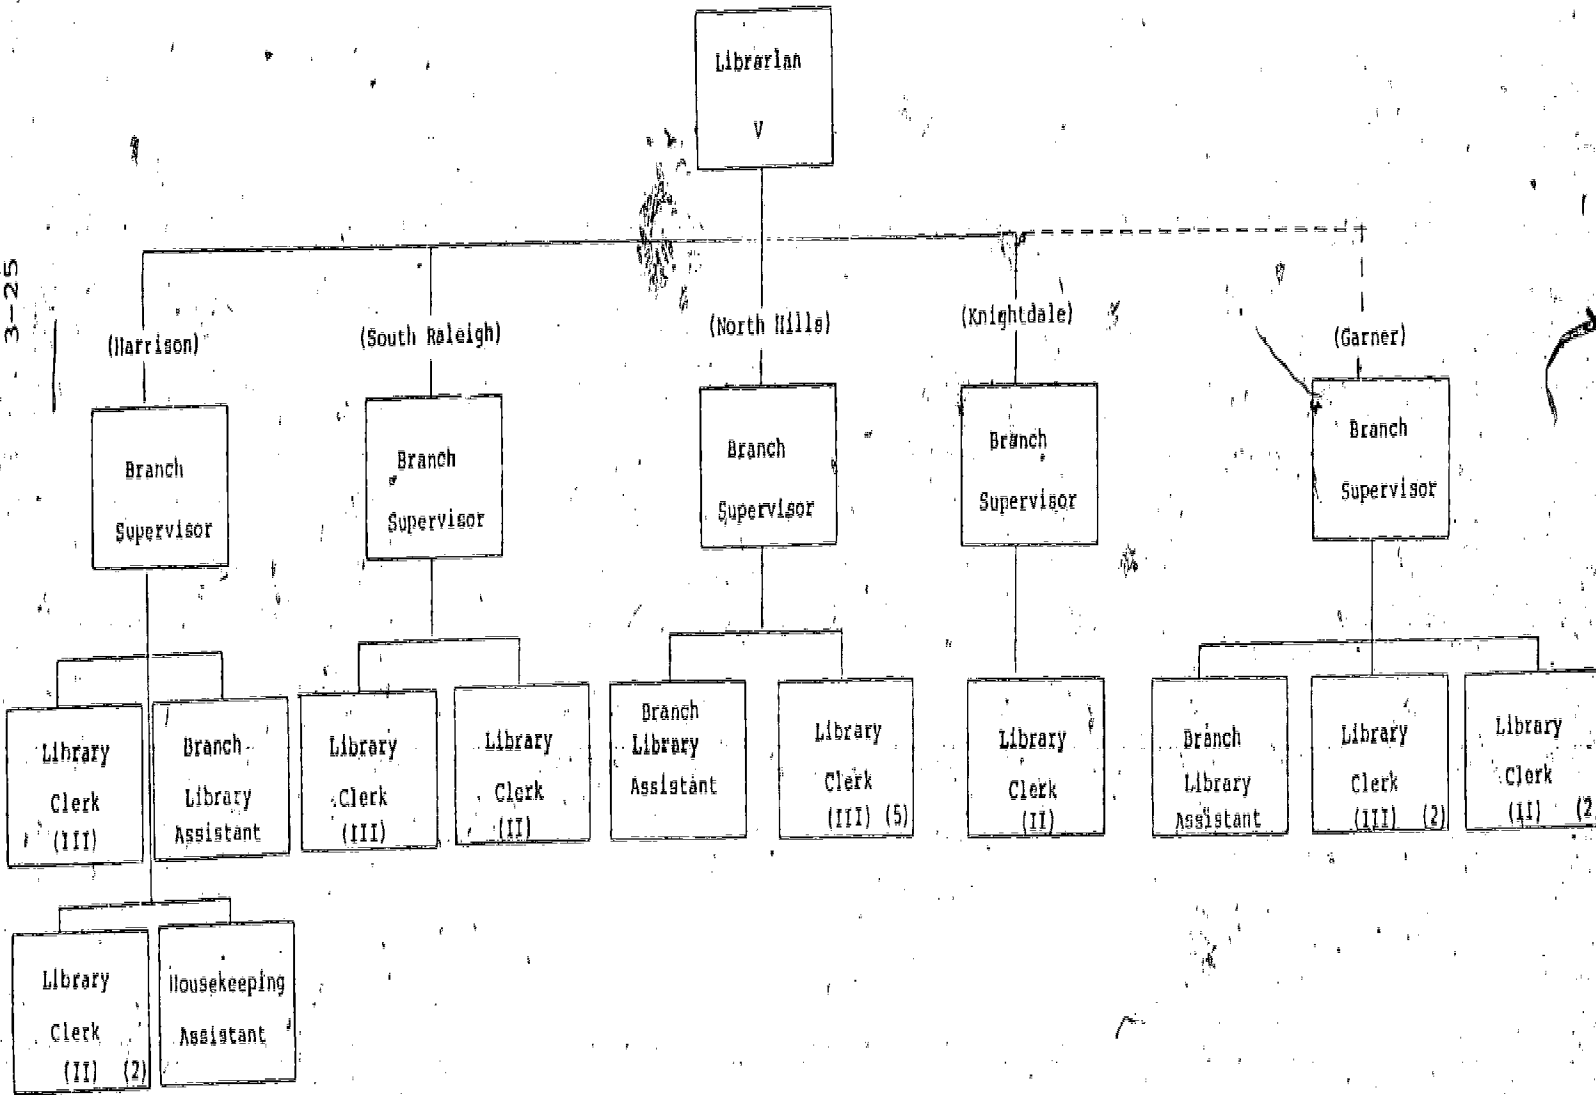 Librarian
V
3-25
(Harrison)
(South Raleigh)
(North Hills)
(Knightdale)
(Garner)
Branch
Supervisor
Branch
Supervisor
Branch
Supervisor
Branch
Supervisor
Branch
Supervisor
Library
Clerk
(III)
Branch
Library
Assistant
Library
Clerk
(III)
Library
Clerk
(II)
Branch
Library
Assistant
Library
Clerk
(III) (5)
Library
Clerk
(II)
Branch
Library
Assistant
Library
Clerk
(III) (2)
Library
Clerk
(II) (2
Library
Clerk
(II) (2)
Housekeeping
Assistant